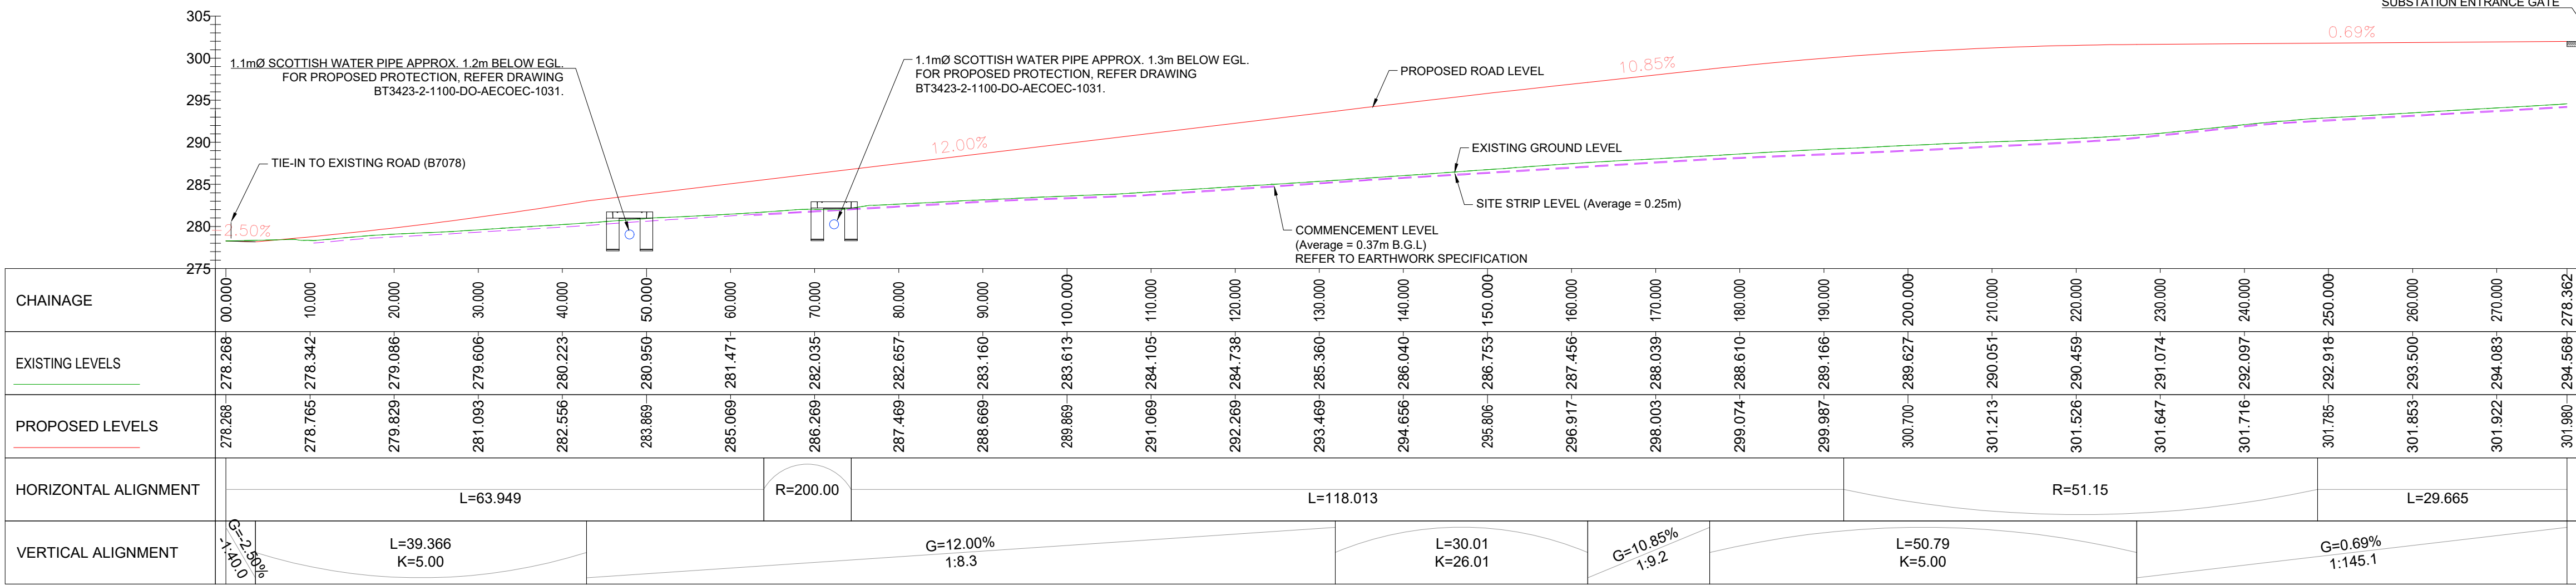 SUBSTATION ENTRANCE GATE
305
300
295
290
285
280
275
1.1mØ SCOTTISH WATER PIPE APPROX. 1.2m BELOW EGL.
FOR PROPOSED PROTECTION, REFER DRAWING
BT3423-2-1100-DO-AECOEC-1031.
1.1mØ SCOTTISH WATER PIPE APPROX. 1.3m BELOW EGL.
FOR PROPOSED PROTECTION, REFER DRAWING
BT3423-2-1100-DO-AECOEC-1031.
PROPOSED ROAD LEVEL
10.85%
0.69%
12.00%
TIE-IN TO EXISTING ROAD (B7078)
-2.50%
EXISTING GROUND LEVEL
SITE STRIP LEVEL (Average = 0.25m)
COMMENCEMENT LEVEL
(Average = 0.37m B.G.L)
REFER TO EARTHWORK SPECIFICATION
CHAINAGE 00.000 10.000 20.000 30.000 40.000 50.000 60.000 70.000 80.000 90.000 100.000 110.000 120.000 130.000 140.000 150.000 160.000 170.000 180.000 190.000 200.000 210.000 220.000 230.000 240.000 250.000 260.000 270.000 278.362
EXISTING LEVELS 278.268 278.342 279.086 279.606 280.223 280.950 281.471 282.035 282.657 283.160 283.613 284.105 284.738 285.360 286.040 286.753 287.456 288.039 288.610 289.166 289.627 290.051 290.459 291.074 292.097 292.918 293.500 294.083 294.568
PROPOSED LEVELS 278.268 278.765 279.829 281.093 282.556 283.869 285.069 286.269 287.469 288.669 289.869 291.069 292.269 293.469 294.656 295.806 296.917 298.003 299.074 299.987 300.700 301.213 301.526 301.647 301.716 301.785 301.853 301.922 301.980
HORIZONTAL ALIGNMENT L=63.949 R=200.00 L=118.013 R=51.15 L=29.665
VERTICAL ALIGNMENT
G=-2.50%
-1:40.0
L=39.366
K=5.00
G=12.00%
1:8.3
L=30.01
K=26.01
G=10.85%
1:9.2
L=50.79
K=5.00
G=0.69%
1:145.1